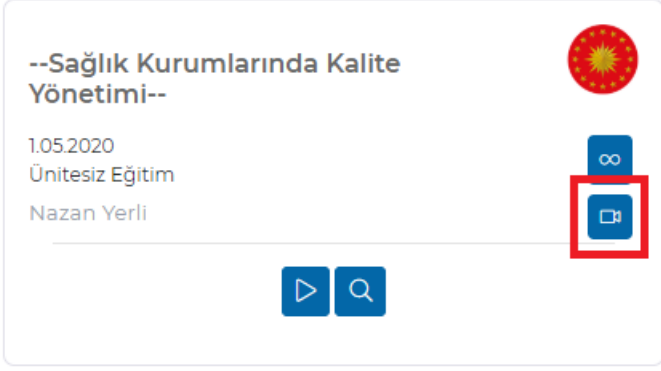 --Sağlık Kurumlarında Kalite
Yönetimi--
1.05.2020
Ünitesiz Eğitim
Nazan Yerli